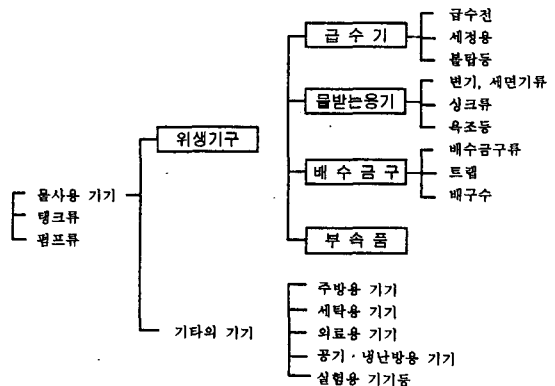 급수전
급 수 기
세정용
볼탑등
변기, 세면기류
물받는용기
싱크류
욕조등
위생기구
배수금구류
배 수 금 구
트랩
배구수
물사용 기기
탱크류
펌프류
부 속 품
주방용 기기
세탁용 기기
기타의 기기
의료용 기기
공기·냉난방용 기기
실험용 기기등